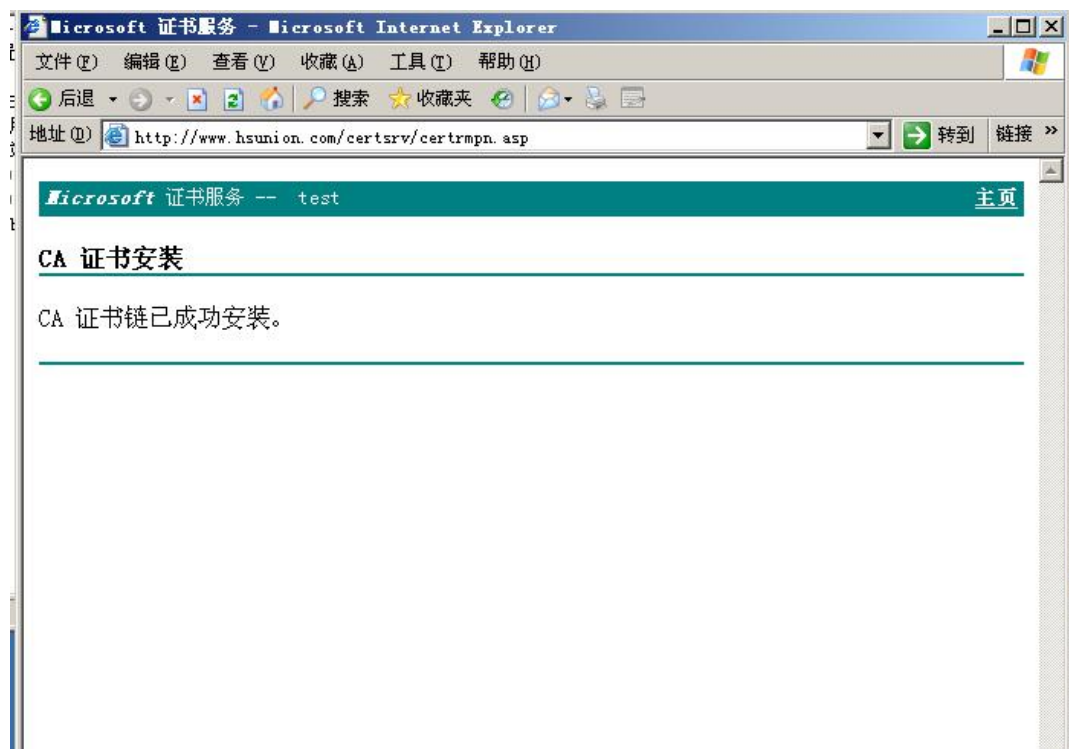 Microsoft 证书服务 - Microsoft Internet Explorer
文件(F) 编辑(E) 查看(V) 收藏(A) 工具(T) 帮助(H)
后退 搜索 收藏夹
地址(D) http://www.hsunion.com/certsrv/certrmpn.asp 转到 链接 »
Microsoft 证书服务 -- test 主页
CA 证书安装
CA 证书链已成功安装。